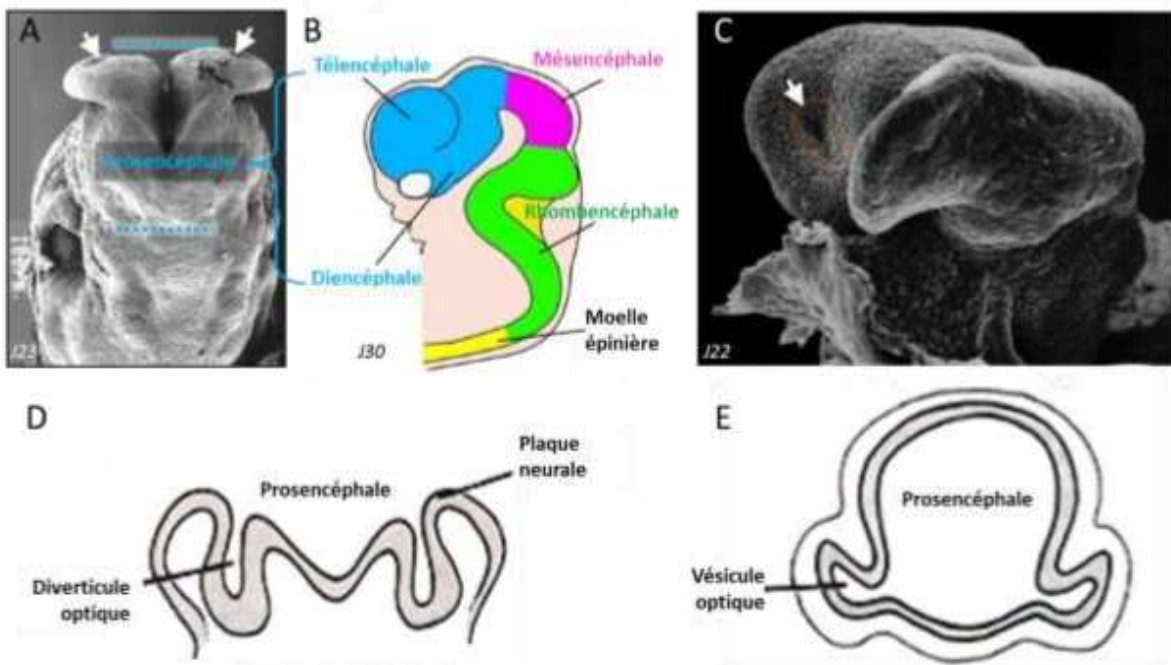 A
B
C
Télencéphale
Mésencéphale
Prosencéphale
Rhombencéphale
Diencéphale
Moelle
épinière
J23
J30
J22
D
E
Plaque
neurale
Prosencéphale
Prosencéphale
Diverticule
optique
Vésicule
optique